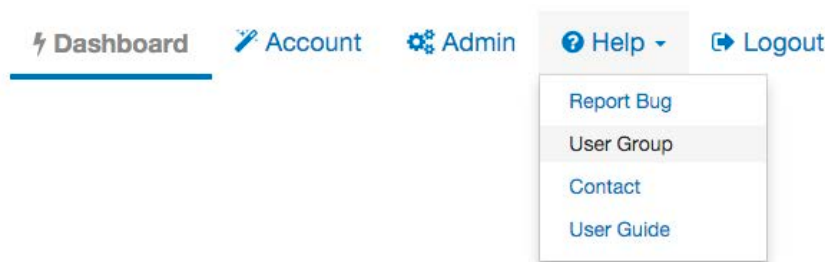 Dashboard Account Admin Help Logout
Report Bug
User Group
Contact
User Guide